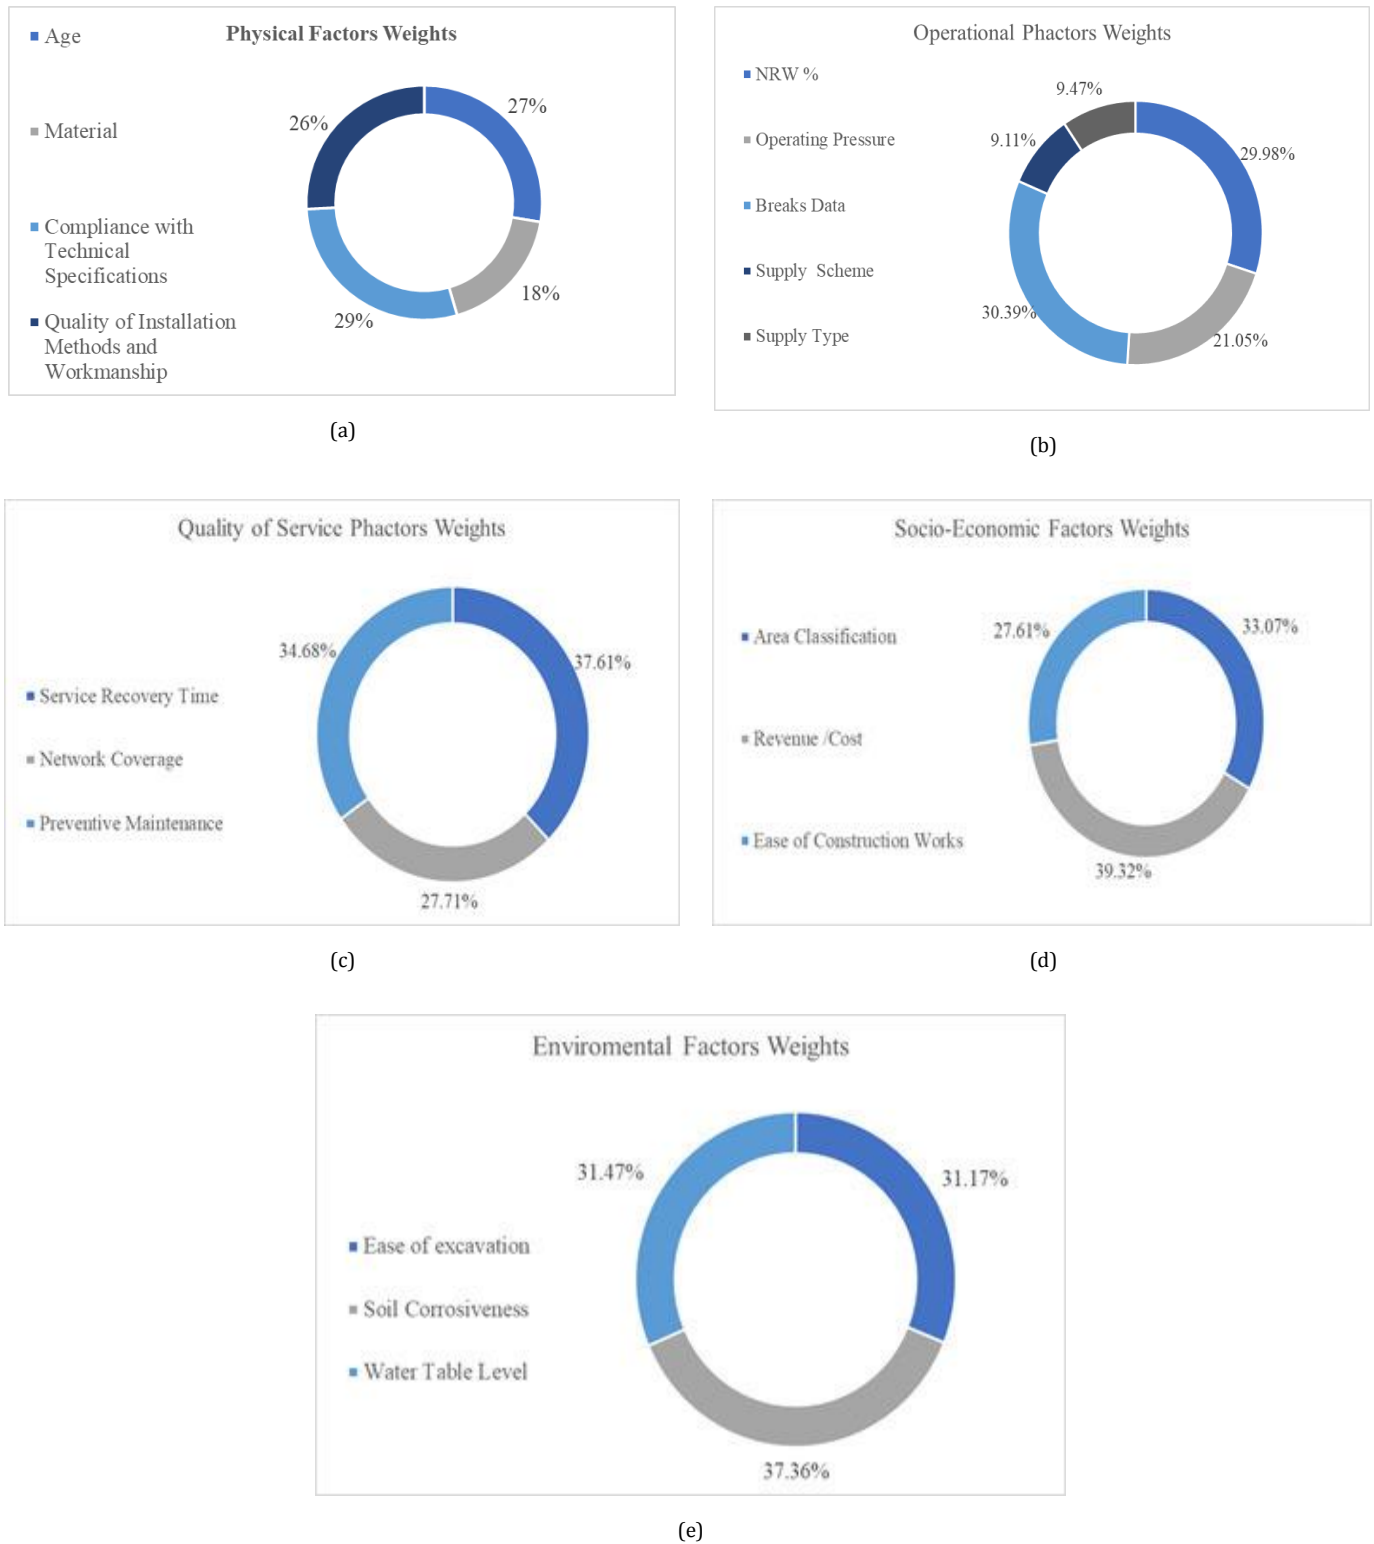 Physical Factors Weights
Age
Material
Compliance with
Technical
Specifications
Quality of Installation
Methods and
Workmanship
27%
18%
29%
26%
(a)
Operational Phactors Weights
NRW %
Operating Pressure
Breaks Data
Supply Scheme
Supply Type
29.98%
21.05%
30.39%
9.11%
9.47%
(b)
Quality of Service Phactors Weights
Service Recovery Time
Network Coverage
Preventive Maintenance
37.61%
27.71%
34.68%
(c)
Socio-Economic Factors Weights
Area Classification
Revenue /Cost
Ease of Construction Works
33.07%
39.32%
27.61%
(d)
Enviromental Factors Weights
Ease of excavation
Soil Corrosiveness
Water Table Level
31.17%
37.36%
31.47%
(e)